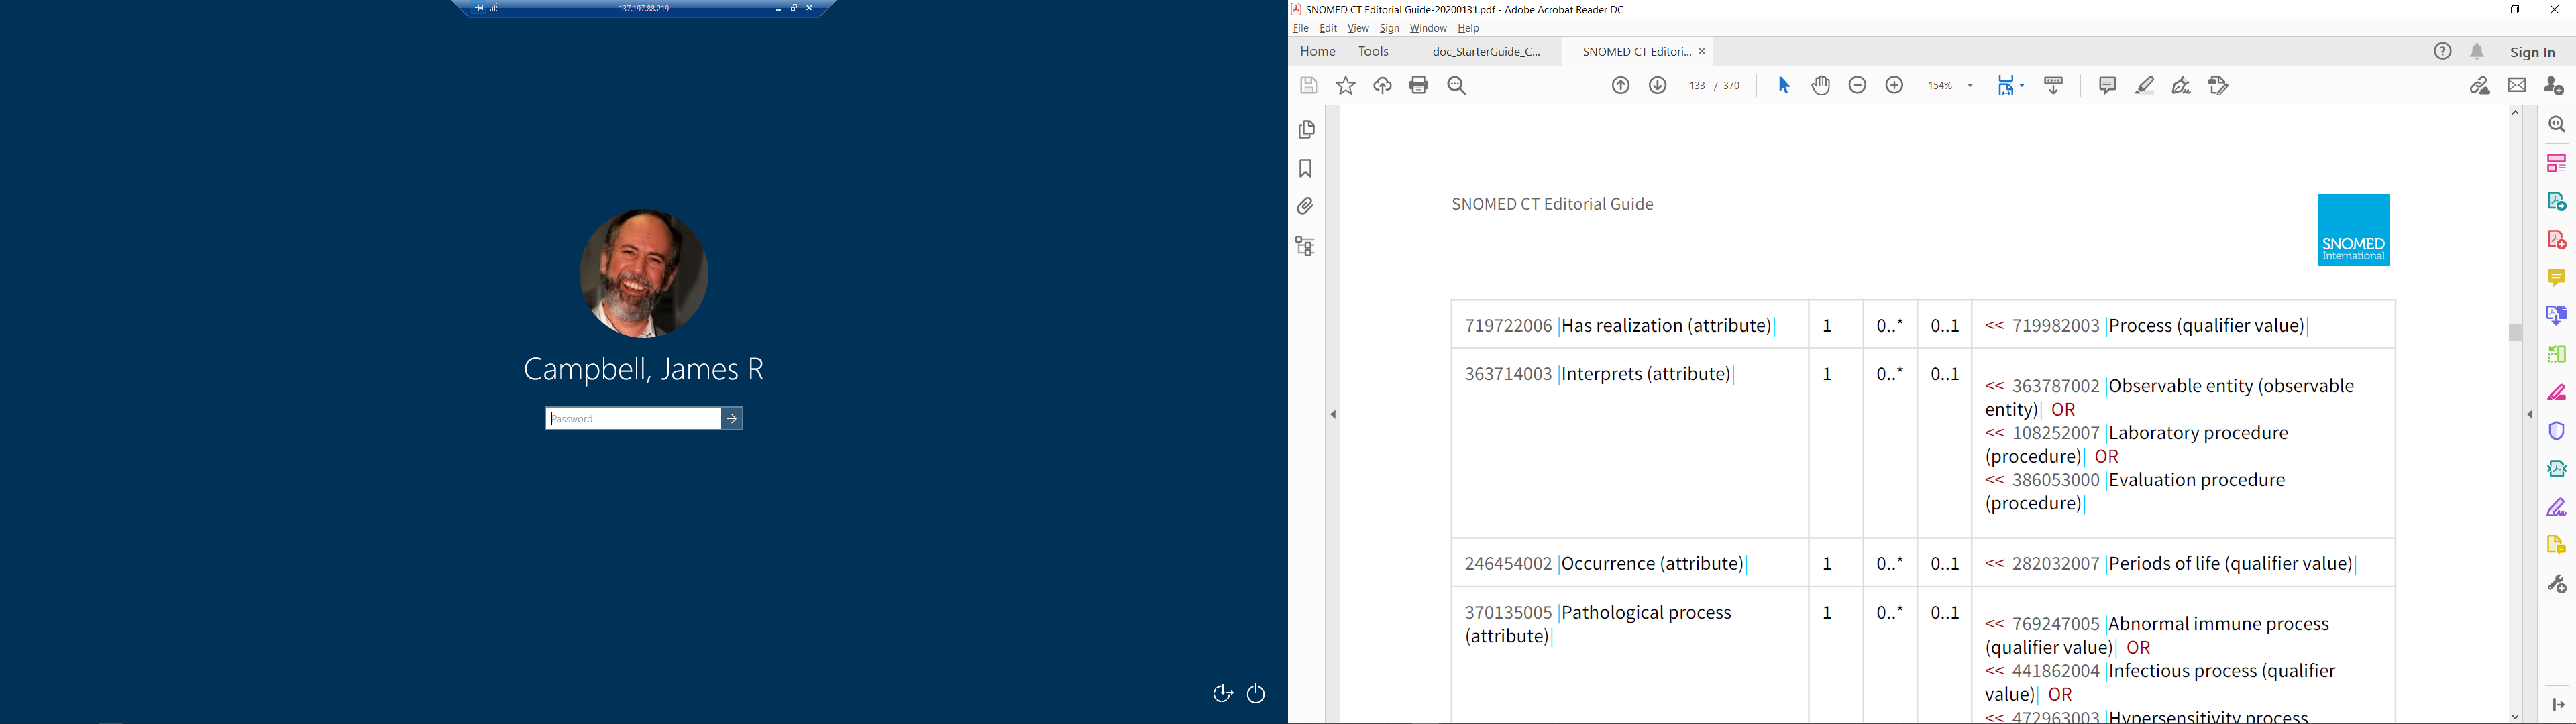 137.197.88.219
Campbell, James R
Password
SNOMED CT Editorial Guide-20200131.pdf - Adobe Acrobat Reader DC
File Edit View Sign Window Help
Home Tools doc_StarterGuide_C... SNOMED CT Editori... × Sign In
133 / 370 154%
SNOMED CT Editorial Guide
SNOMED
International
719722006 |Has realization (attribute)| 1 0..* 0..1 << 719982003 |Process (qualifier value)|
363714003 |Interprets (attribute)| 1 0..* 0..1
<< 363787002 |Observable entity (observable
entity)| OR
<< 108252007 |Laboratory procedure
(procedure)| OR
<< 386053000 |Evaluation procedure
(procedure)|
246454002 |Occurrence (attribute)| 1 0..* 0..1 << 282032007 |Periods of life (qualifier value)|
370135005 |Pathological process
(attribute)| 1 0..* 0..1
<< 769247005 |Abnormal immune process
(qualifier value)| OR
<< 441862004 |Infectious process (qualifier
value)| OR
<< 472963003 |Hypersensitivity process